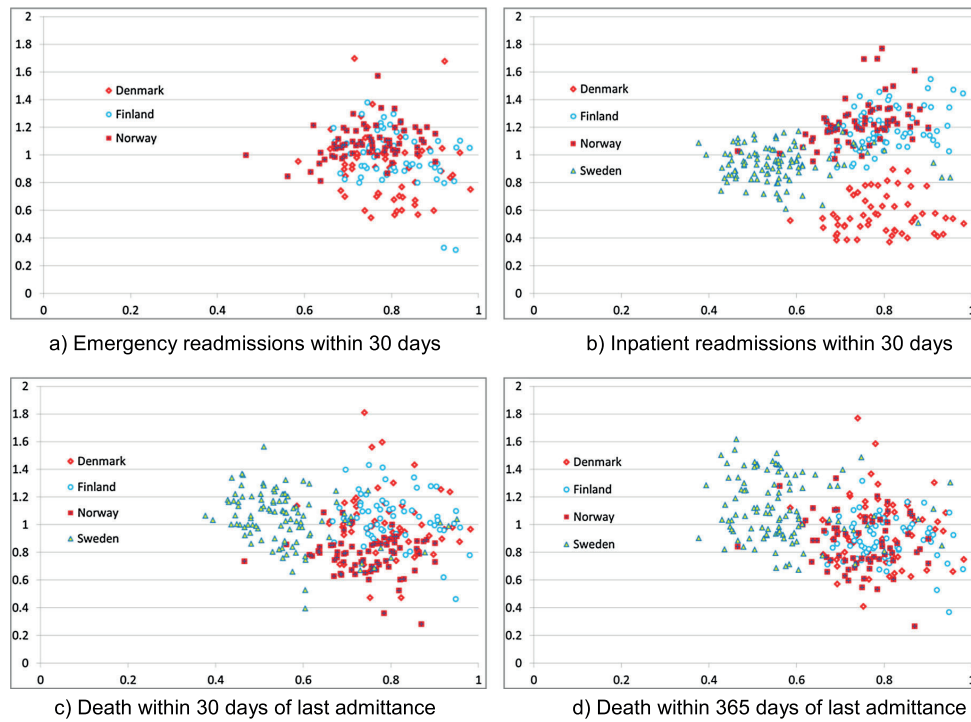 2
1.8
1.6
1.4
1.2
1
0.8
0.6
0.4
0.2
0
0 0.2 0.4 0.6 0.8 1
Denmark
Finland
Norway
a) Emergency readmissions within 30 days
2
1.8
1.6
1.4
1.2
1
0.8
0.6
0.4
0.2
0
0 0.2 0.4 0.6 0.8 1
Denmark
Finland
Norway
Sweden
b) Inpatient readmissions within 30 days
2
1.8
1.6
1.4
1.2
1
0.8
0.6
0.4
0.2
0
0 0.2 0.4 0.6 0.8 1
Denmark
Finland
Norway
Sweden
c) Death within 30 days of last admittance
2
1.8
1.6
1.4
1.2
1
0.8
0.6
0.4
0.2
0
0 0.2 0.4 0.6 0.8 1
Denmark
Finland
Norway
Sweden
d) Death within 365 days of last admittance